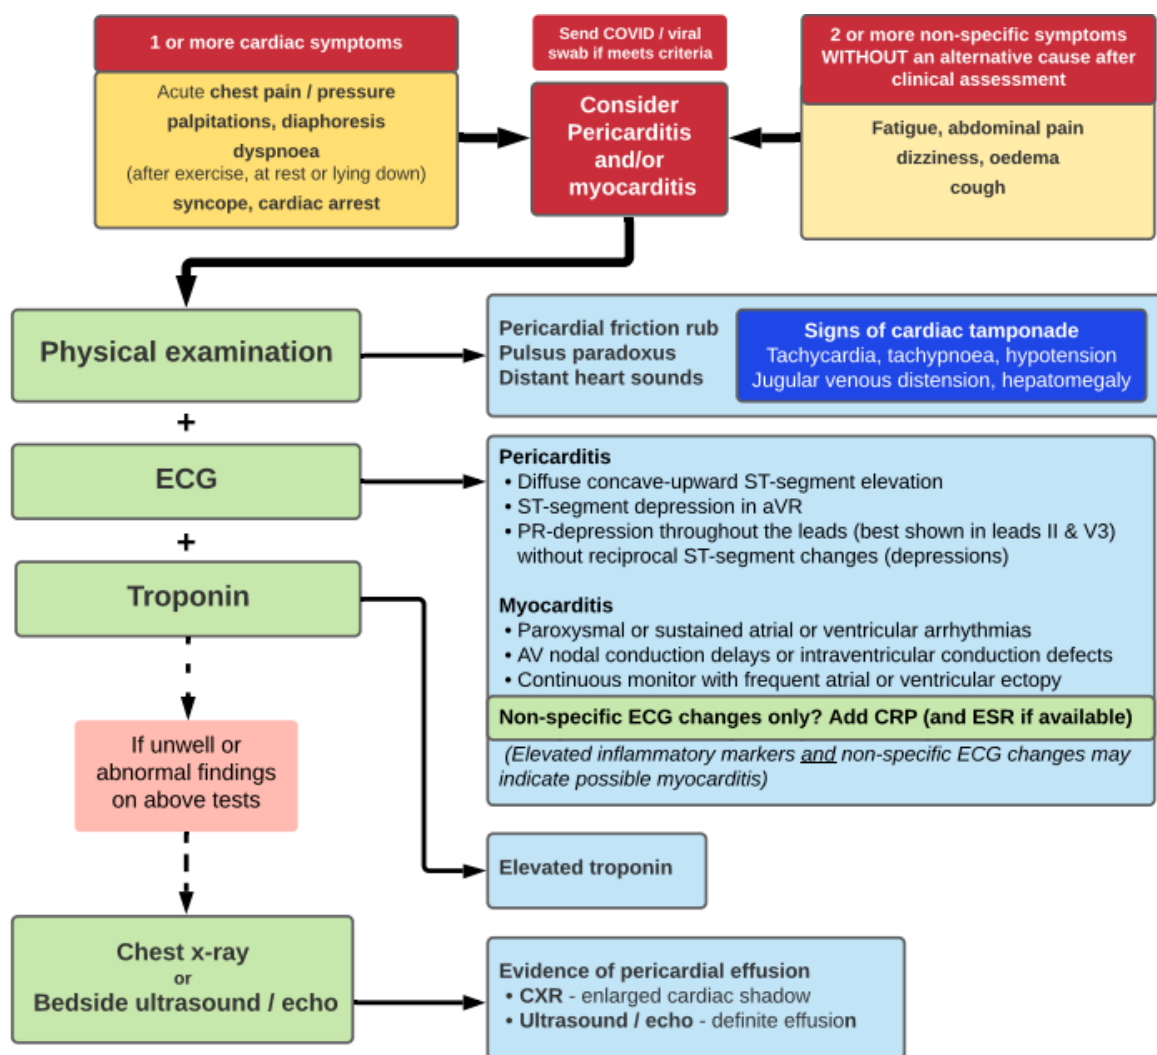 1 or more cardiac symptoms
Acute chest pain / pressure
palpitations, diaphoresis
dyspnoea
(after exercise, at rest or lying down)
syncope, cardiac arrest
Send COVID / viral
swab if meets criteria
Consider
Pericarditis
and/or
myocarditis
2 or more non-specific symptoms
WITHOUT an alternative cause after
clinical assessment
Fatigue, abdominal pain
dizziness, oedema
cough
Physical examination
Pericardial friction rub
Pulsus paradoxus
Distant heart sounds
Signs of cardiac tamponade
Tachycardia, tachypnoea, hypotension
Jugular venous distension, hepatomegaly
+
ECG
Pericarditis
• Diffuse concave-upward ST-segment elevation
• ST-segment depression in aVR
• PR-depression throughout the leads (best shown in leads II & V3)
without reciprocal ST-segment changes (depressions)
Myocarditis
• Paroxysmal or sustained atrial or ventricular arrhythmias
• AV nodal conduction delays or intraventricular conduction defects
• Continuous monitor with frequent atrial or ventricular ectopy
Non-specific ECG changes only? Add CRP (and ESR if available)
(Elevated inflammatory markers and non-specific ECG changes may
indicate possible myocarditis)
+
Troponin
Elevated troponin
If unwell or
abnormal findings
on above tests
Chest x-ray
or
Bedside ultrasound / echo
Evidence of pericardial effusion
• CXR - enlarged cardiac shadow
• Ultrasound / echo - definite effusion